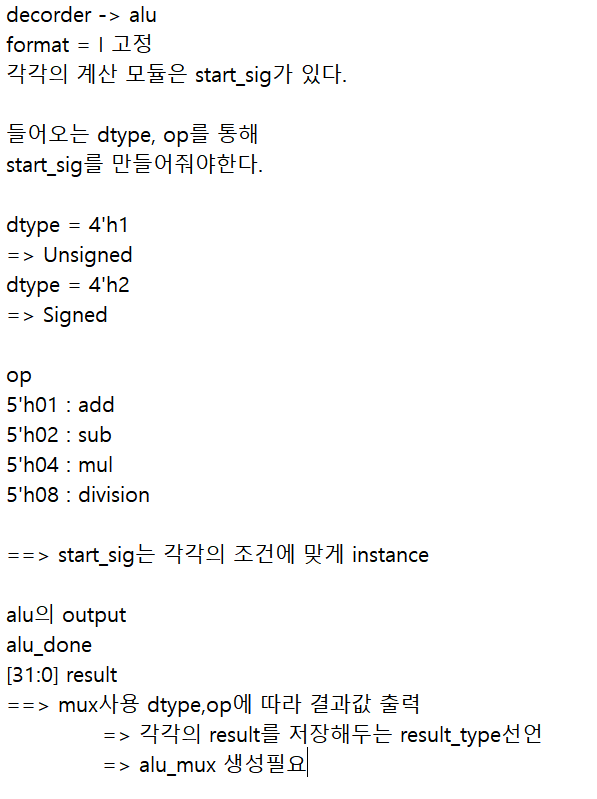 decorder -> alu
format = I 고정
각각의 계산 모듈은 start_sig가 있다.
들어오는 dtype, op를 통해
start_sig를 만들어줘야한다.
dtype = 4'h1
=> Unsigned
dtype = 4'h2
=> Signed
op
5'h01 : add
5'h02 : sub
5'h04 : mul
5'h08 : division
==> start_sig는 각각의 조건에 맞게 instance
alu의 output
alu_done
[31:0] result
==> mux사용 dtype,op에 따라 결과값 출력
=> 각각의 result를 저장해두는 result_type선언
=> alu_mux 생성필요